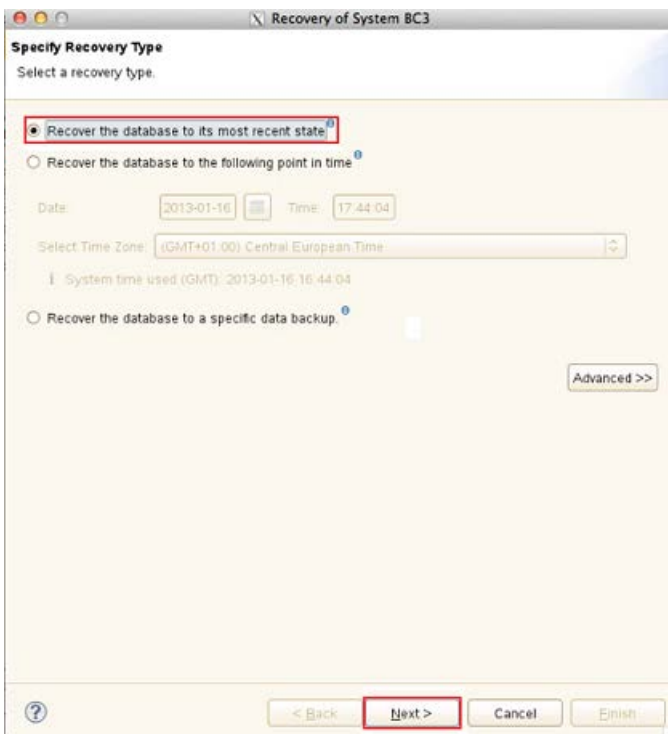 Recovery of System BC3
Specify Recovery Type
Select a recovery type.
Recover the database to its most recent state
Recover the database to the following point in time
Date: 2013-01-16 Time: 17:44:04
Select Time Zone: (GMT+01:00) Central European Time
i System time used (GMT): 2013-01-16 16:44:04
Recover the database to a specific data backup.
Advanced >>
? < Back Next > Cancel Finish